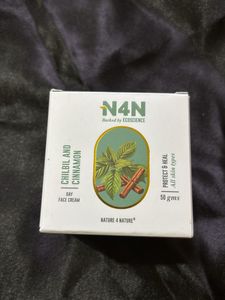 N4N
Backed by ECOSCIENCE
CHILBIL AND
CINNAMON
DAY
FACE CREAM
PROTECT & HEAL
All skin types
50 gms
NATURE 4 NATURE®